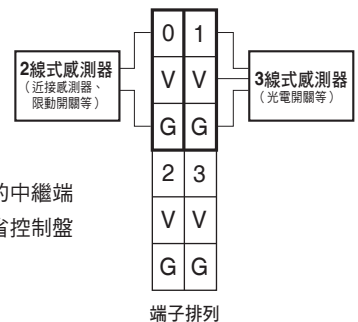 0 1
2線式感測器
（近接感測器、
限動開關等）
V V
3線式感測器
（光電開關等）
G G
2 3
的中繼端
V V
省控制盤
G G
端子排列